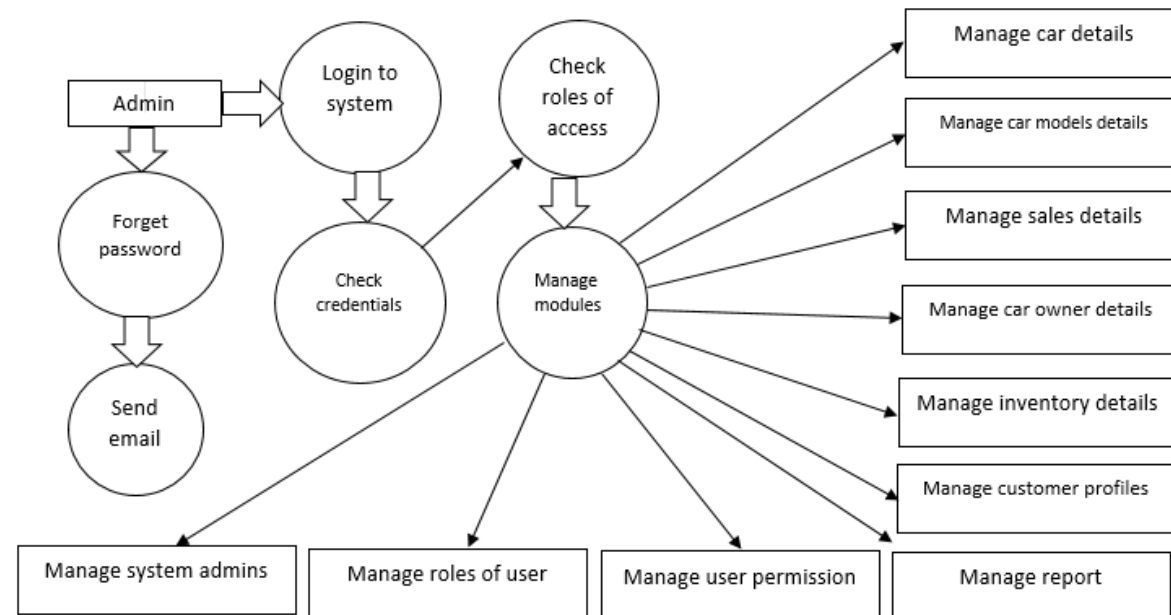 Admin
Login to
system
Check
roles of
access
Forget
password
Check
credentials
Manage
modules
Send
email
Manage car details
Manage car models details
Manage sales details
Manage car owner details
Manage inventory details
Manage customer profiles
Manage system admins
Manage roles of user
Manage user permission
Manage report